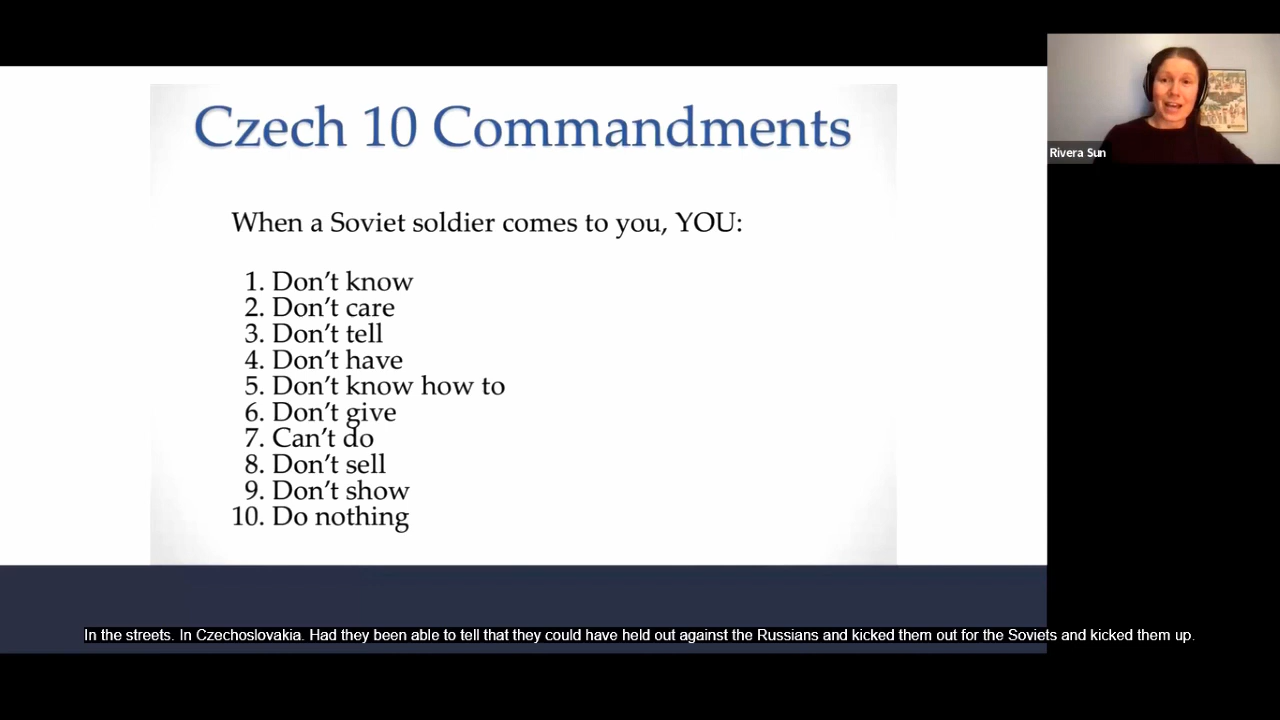 Czech 10 Commandments
When a Soviet soldier comes to you, YOU:
1. Don’t know
2. Don’t care
3. Don’t tell
4. Don’t have
5. Don’t know how to
6. Don’t give
7. Can’t do
8. Don’t sell
9. Don’t show
10. Do nothing
Rivera Sun
In the streets. In Czechoslovakia. Had they been able to tell that they could have held out against the Russians and kicked them out for the Soviets and kicked them up.